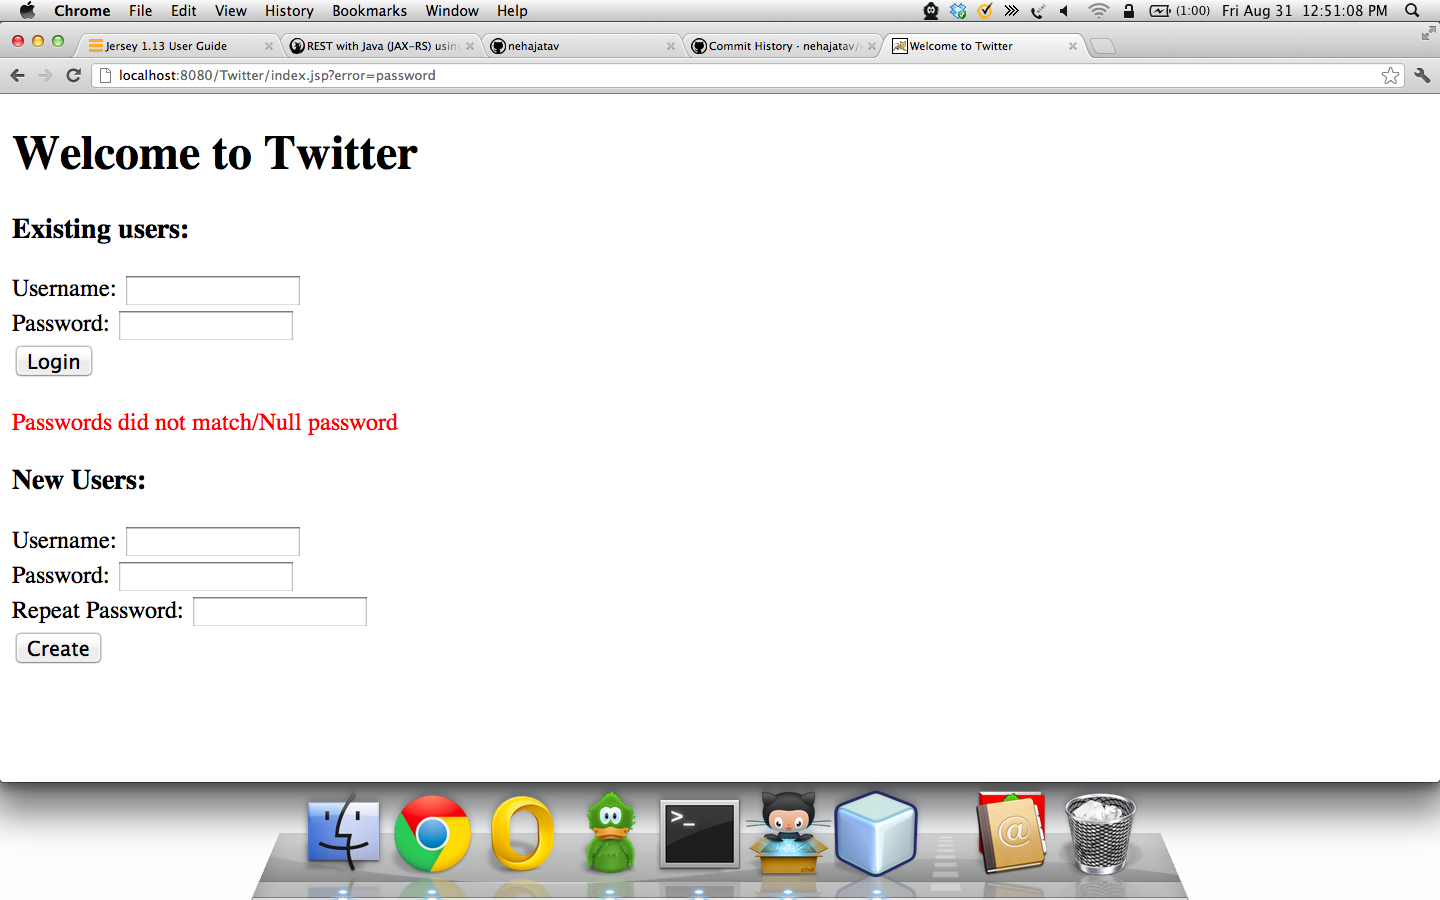 Chrome File Edit View History Bookmarks Window Help (1:00) Fri Aug 31 12:51:08 PM
Jersey 1.13 User Guide REST with Java (JAX-RS) using nehajatav Commit History · nehajatav/ Welcome to Twitter
localhost:8080/Twitter/index.jsp?error=password
Welcome to Twitter
Existing users:
Username:
Password:
Login
Passwords did not match/Null password
New Users:
Username:
Password:
Repeat Password:
Create
>_
@